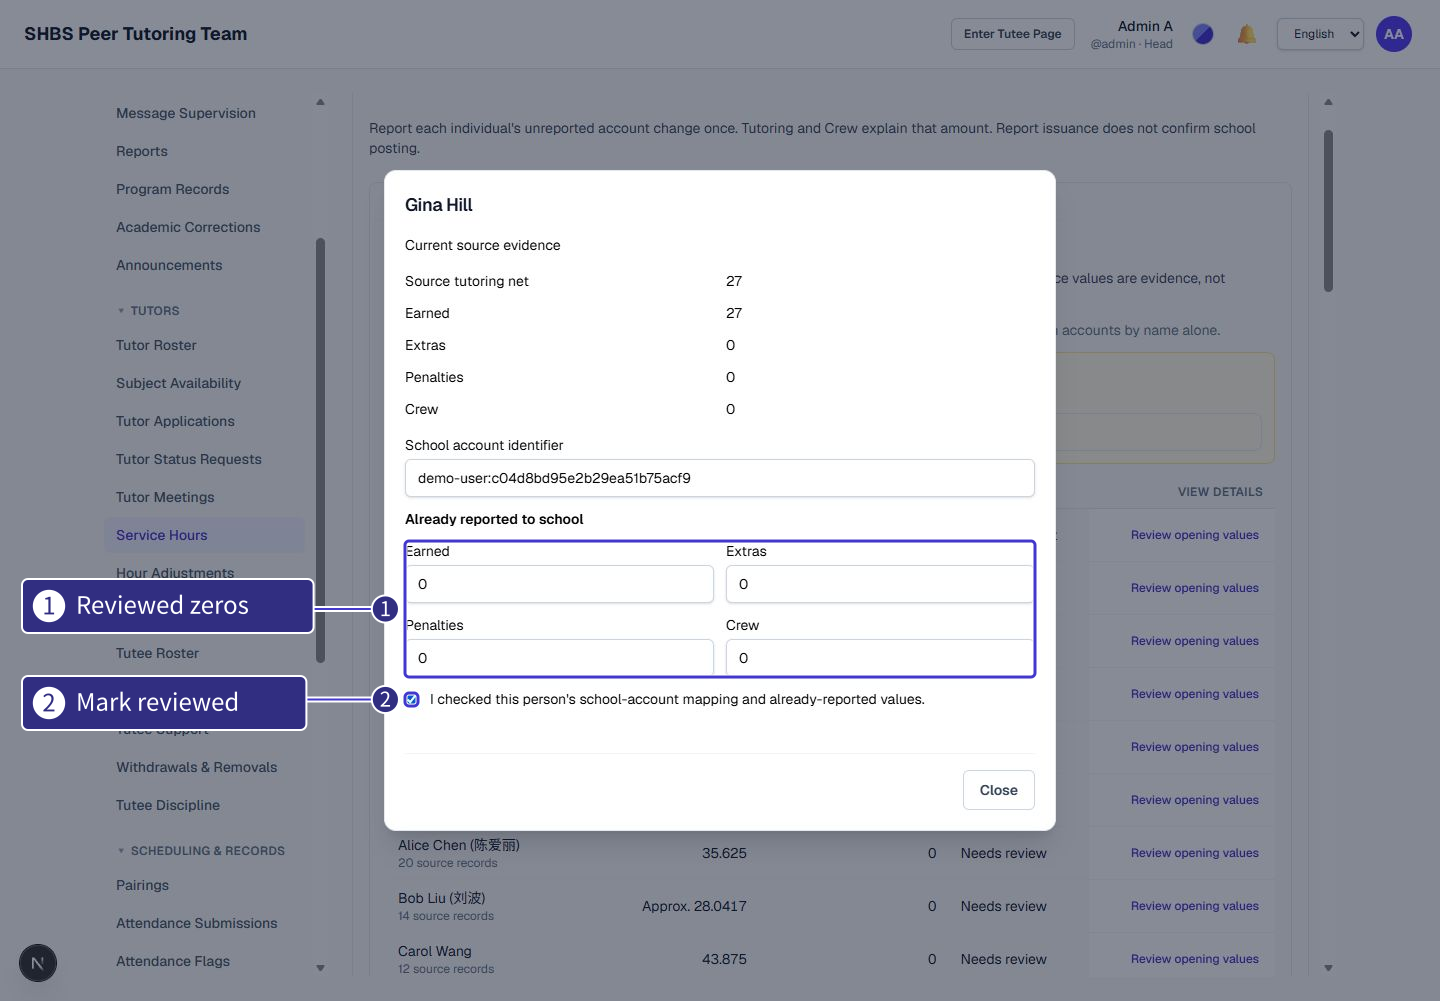 SHBS Peer Tutoring Team
Enter Tutee Page
Admin A
@admin · Head
English
AA
Message Supervision
Reports
Program Records
Academic Corrections
Announcements
TUTORS
Tutor Roster
Subject Availability
Tutor Applications
Tutor Status Requests
Tutor Meetings
Service Hours
Hour Adjustments
Tutee Roster
Tutee Support
Withdrawals & Removals
Tutee Discipline
SCHEDULING & RECORDS
Pairings
Attendance Submissions
Attendance Flags
N
1 Reviewed zeros
1
2 Mark reviewed
2
Report each individual's unreported account change once. Tutoring and Crew explain that amount. Report issuance does not confirm school
posting.
ce values are evidence, not
accounts by name alone.
VIEW DETAILS
Review opening values
Review opening values
Review opening values
Review opening values
Review opening values
Review opening values
Gina Hill
Current source evidence
Source tutoring net 27
Earned 27
Extras 0
Penalties 0
Crew 0
School account identifier
demo-user:c04d8bd95e2b29ea51b75acf9
Already reported to school
Earned Extras
0 0
Penalties Crew
0 0
I checked this person's school-account mapping and already-reported values.
Close
Alice Chen (陈爱丽) 35.625 0 Needs review Review opening values
20 source records
Bob Liu (刘波) Approx. 28.0417 0 Needs review Review opening values
14 source records
Carol Wang 43.875 0 Needs review Review opening values
12 source records